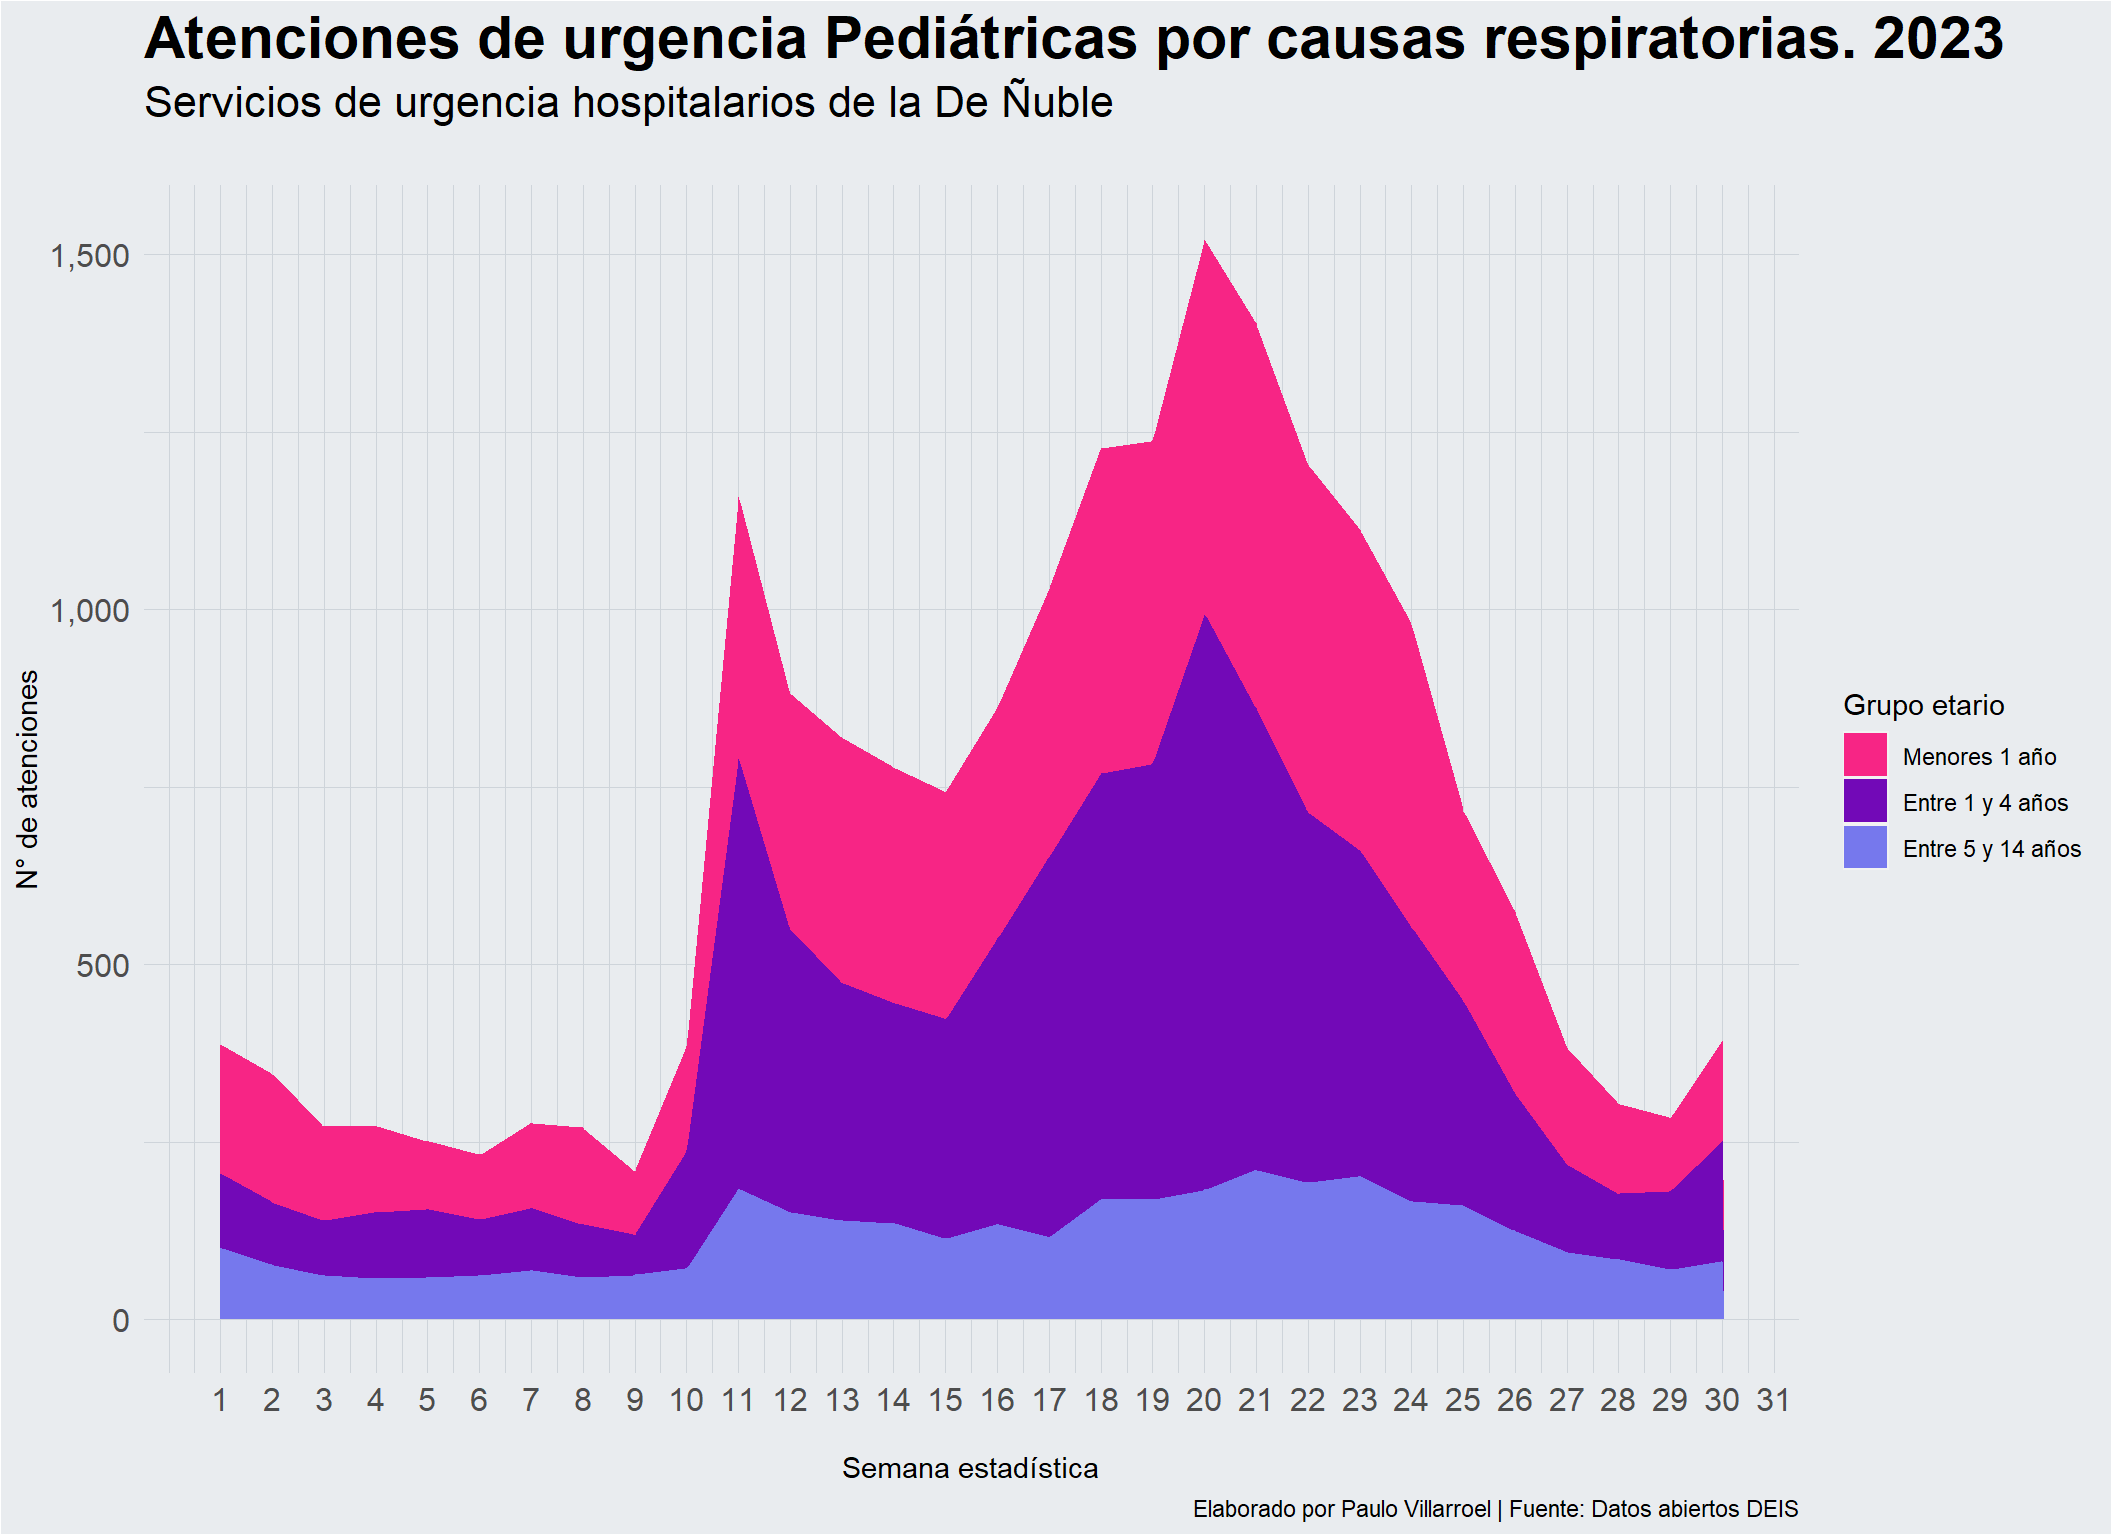 Atenciones de urgencia Pediátricas por causas respiratorias. 2023
Servicios de urgencia hospitalarios de la De Ñuble
1,500
1,000
500
0
N° de atenciones
1 2 3 4 5 6 7 8 9 10 11 12 13 14 15 16 17 18 19 20 21 22 23 24 25 26 27 28 29 30 31
Semana estadística
Grupo etario
Menores 1 año
Entre 1 y 4 años
Entre 5 y 14 años
Elaborado por Paulo Villarroel | Fuente: Datos abiertos DEIS